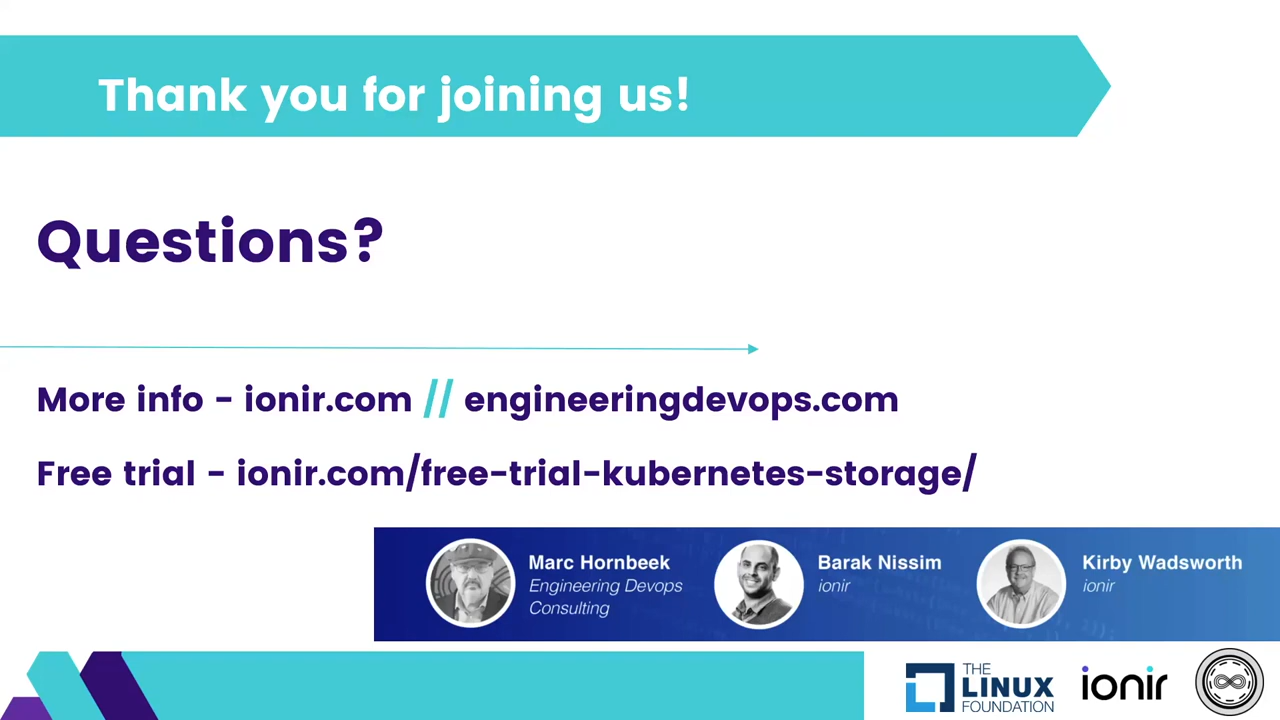 Thank you for joining us!
Questions?
More info - ionir.com // engineeringdevops.com
Free trial - ionir.com/free-trial-kubernetes-storage/
Marc Hornbeek
Engineering Devops
Consulting
Barak Nissim
ionir
Kirby Wadsworth
ionir
THE
LINUX
FOUNDATION
ionir